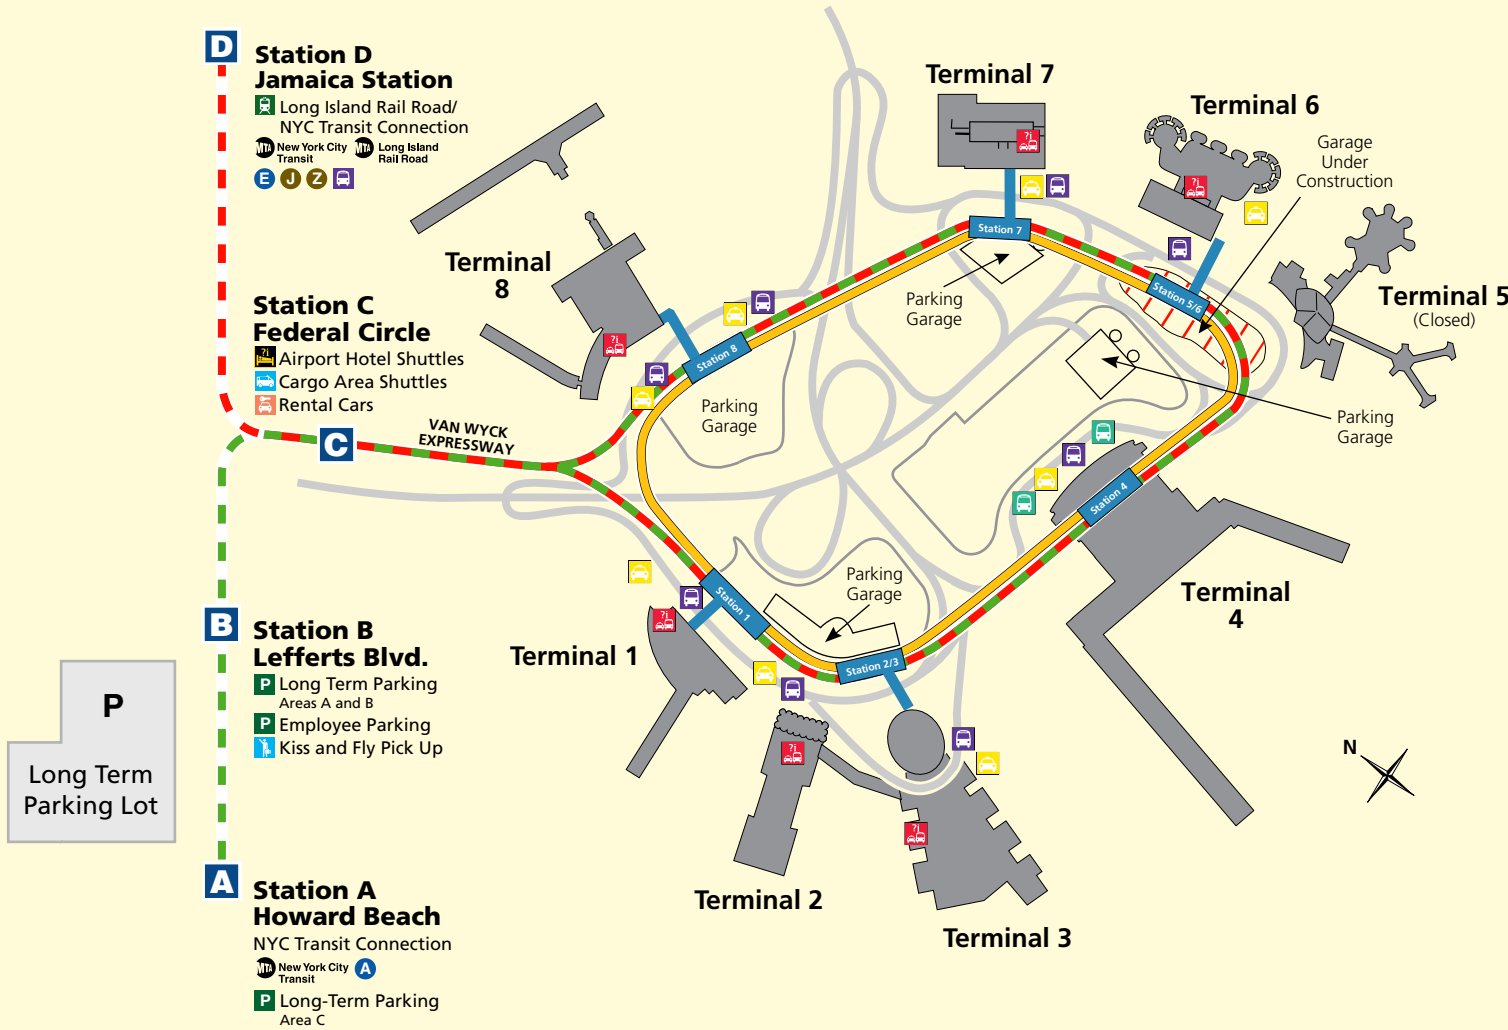 D
Station D
Jamaica Station
Long Island Rail Road/
NYC Transit Connection
MTA New York City
Transit
MTA Long Island
Rail Road
E J Z
Station C
Federal Circle
?i
Airport Hotel Shuttles
Cargo Area Shuttles
Rental Cars
C
VAN WYCK
EXPRESSWAY
B
Station B
Lefferts Blvd.
P Long Term Parking
Areas A and B
P Employee Parking
Kiss and Fly Pick Up
P
Long Term
Parking Lot
A
Station A
Howard Beach
NYC Transit Connection
MTA New York City
Transit
A
P Long-Term Parking
Area C
Terminal 7
?i
Station 7
Parking
Garage
Terminal 6
?i
Garage
Under
Construction
Station 5/6
Terminal 5
(Closed)
Parking
Garage
Terminal
8
?i
Station 8
Parking
Garage
Station 4
Terminal
4
Parking
Garage
Station 1
?i
Terminal 1
Station 2/3
?i
Terminal 2
?i
Terminal 3
N